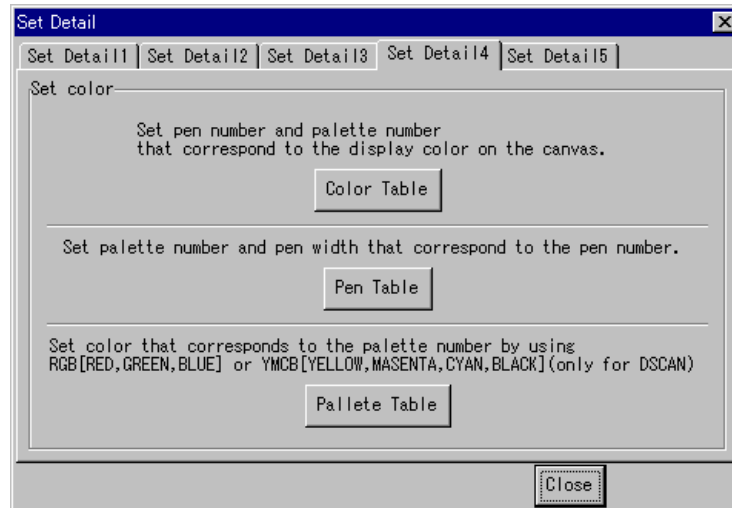 Set Detail
Set Detail1 Set Detail2 Set Detail3 Set Detail4 Set Detail5
Set color
Set pen number and palette number
that correspond to the display color on the canvas.
Color Table
Set palette number and pen width that correspond to the pen number.
Pen Table
Set color that corresponds to the palette number by using
RGB[RED,GREEN,BLUE] or YMCB[YELLOW,MASENTA,CYAN,BLACK](only for DSCAN)
Pallete Table
Close